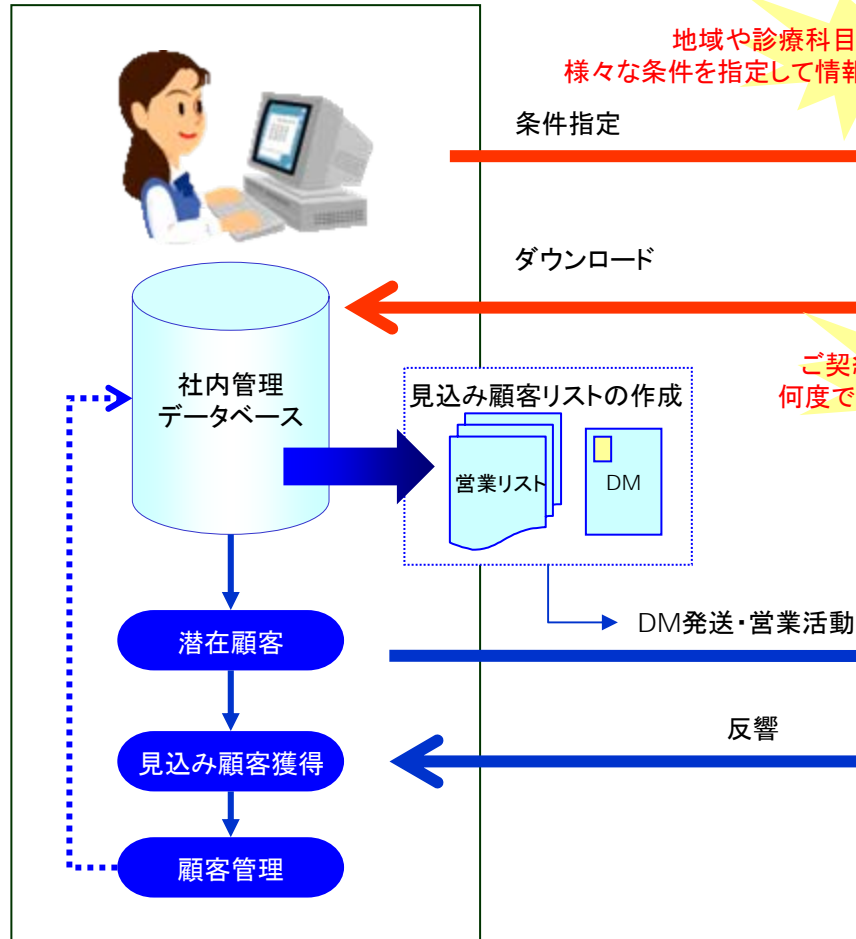 地域や診療科目
様々な条件を指定して情報
条件指定
ダウンロード
ご契約
何度で
社内管理
データベース
見込み顧客リストの作成
営業リスト
DM
DM発送・営業活動
潜在顧客
反響
見込み顧客獲得
顧客管理